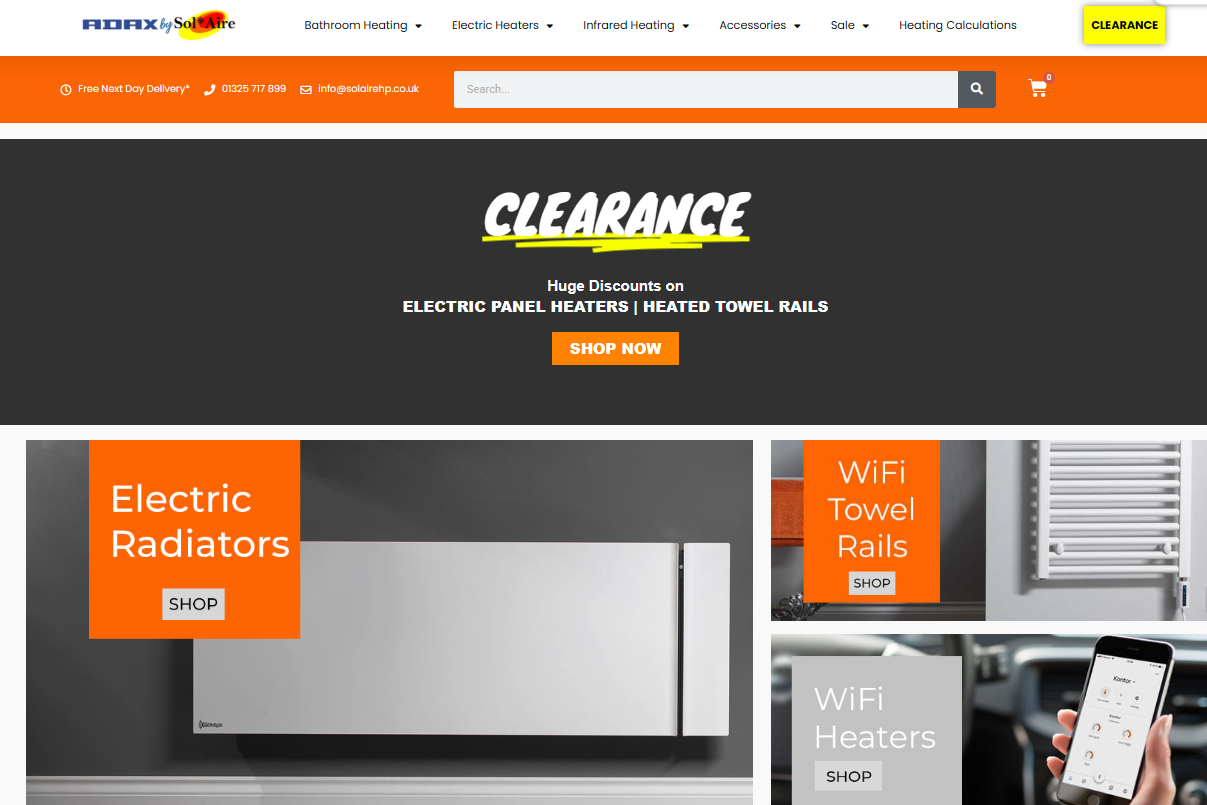 ADAX by Sol*Aire
Bathroom Heating
Electric Heaters
Infrared Heating
Accessories
Sale
Heating Calculations
CLEARANCE
Free Next Day Delivery*
01325 717 899
info@solairehp.co.uk
Search...
0
CLEARANCE
Huge Discounts on
ELECTRIC PANEL HEATERS | HEATED TOWEL RAILS
SHOP NOW
Electric
Radiators
SHOP
WiFi
Towel
Rails
SHOP
WiFi
Heaters
SHOP
Kontor
Kontor